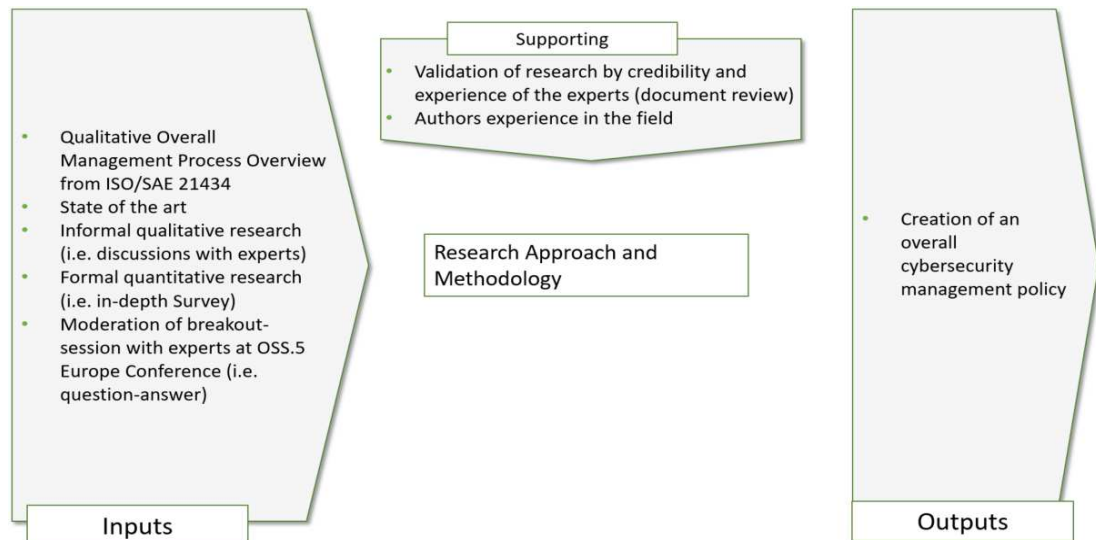 • Qualitative Overall
Management Process Overview
from ISO/SAE 21434
• State of the art
• Informal qualitative research
(i.e. discussions with experts)
• Formal quantitative research
(i.e. in-depth Survey)
• Moderation of breakout-
session with experts at OSS.5
Europe Conference (i.e.
question-answer)
Inputs
Supporting
• Validation of research by credibility and
experience of the experts (document review)
• Authors experience in the field
Research Approach and
Methodology
• Creation of an
overall
cybersecurity
management policy
Outputs